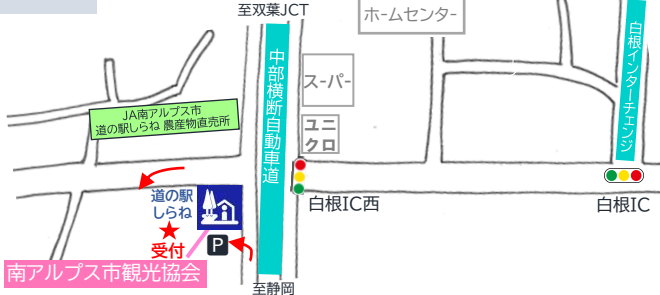 至双葉JCT
ホームセンター
白根インターチェンジ
中部横断自動車道
スーパー
JA南アルプス市
道の駅しらね 農産物直売所
ユニ
クロ
道の駅
しらね
白根IC西
白根IC
受付
P
南アルプス市観光協会
至静岡